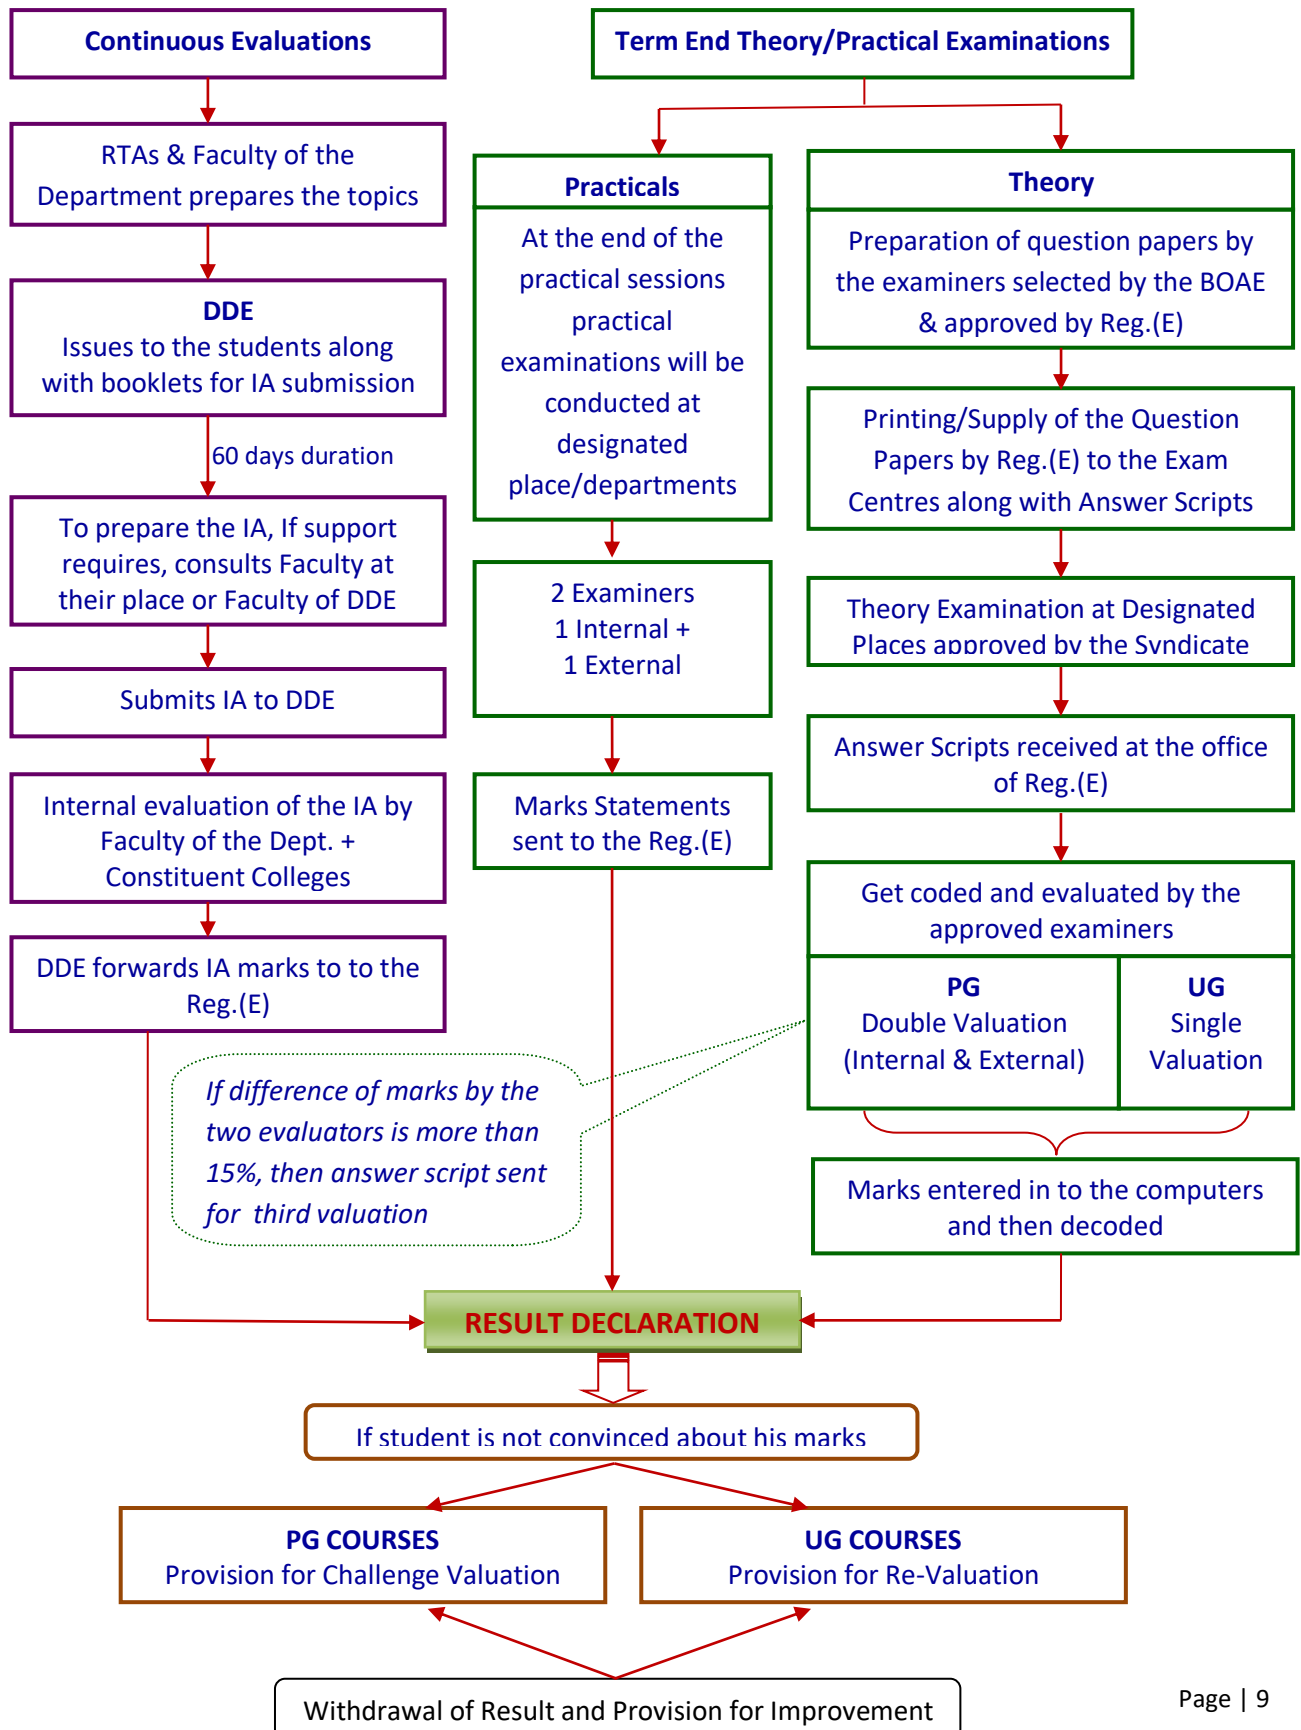 Continuous Evaluations
RTAs & Faculty of the
Department prepares the topics
DDE
Issues to the students along
with booklets for IA submission
60 days duration
To prepare the IA, If support
requires, consults Faculty at
their place or Faculty of DDE
Submits IA to DDE
Internal evaluation of the IA by
Faculty of the Dept. +
Constituent Colleges
DDE forwards IA marks to to the
Reg.(E)
Term End Theory/Practical Examinations
Practicals
At the end of the
practical sessions
practical
examinations will be
conducted at
designated
place/departments
2 Examiners
1 Internal +
1 External
Marks Statements
sent to the Reg.(E)
Theory
Preparation of question papers by
the examiners selected by the BOAE
& approved by Reg.(E)
Printing/Supply of the Question
Papers by Reg.(E) to the Exam
Centres along with Answer Scripts
Theory Examination at Designated
Places approved by the Syndicate
Answer Scripts received at the office
of Reg.(E)
Get coded and evaluated by the
approved examiners
PG
Double Valuation
(Internal & External)
UG
Single
Valuation
If difference of marks by the
two evaluators is more than
15%, then answer script sent
for third valuation
Marks entered in to the computers
and then decoded
RESULT DECLARATION
If student is not convinced about his marks
PG COURSES
Provision for Challenge Valuation
UG COURSES
Provision for Re-Valuation
Withdrawal of Result and Provision for Improvement
Page | 9